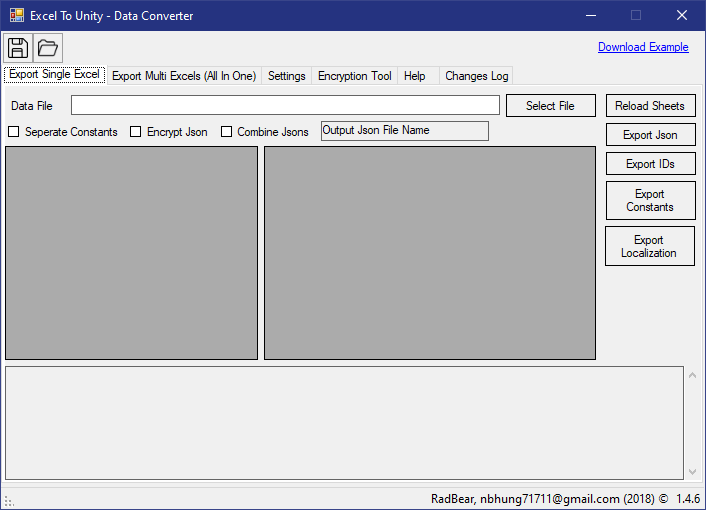 Excel To Unity - Data Converter
Download Example
Export Single Excel
Export Multi Excels (All In One)
Settings
Encryption Tool
Help
Changes Log
Data File
Select File
Reload Sheets
Seperate Constants
Encrypt Json
Combine Jsons
Output Json File Name
Export Json
Export IDs
Export
Constants
Export
Localization
RadBear, nbhung71711@gmail.com (2018) © 1.4.6